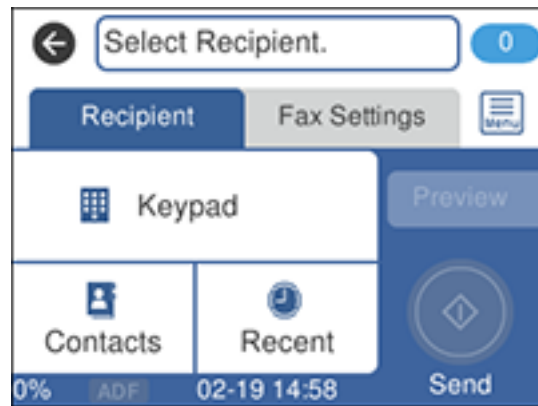 Select Recipient.
0
Recipient
Fax Settings
Menu
Keypad
Preview
Contacts
Recent
0%
ADF
02-19 14:58
Send